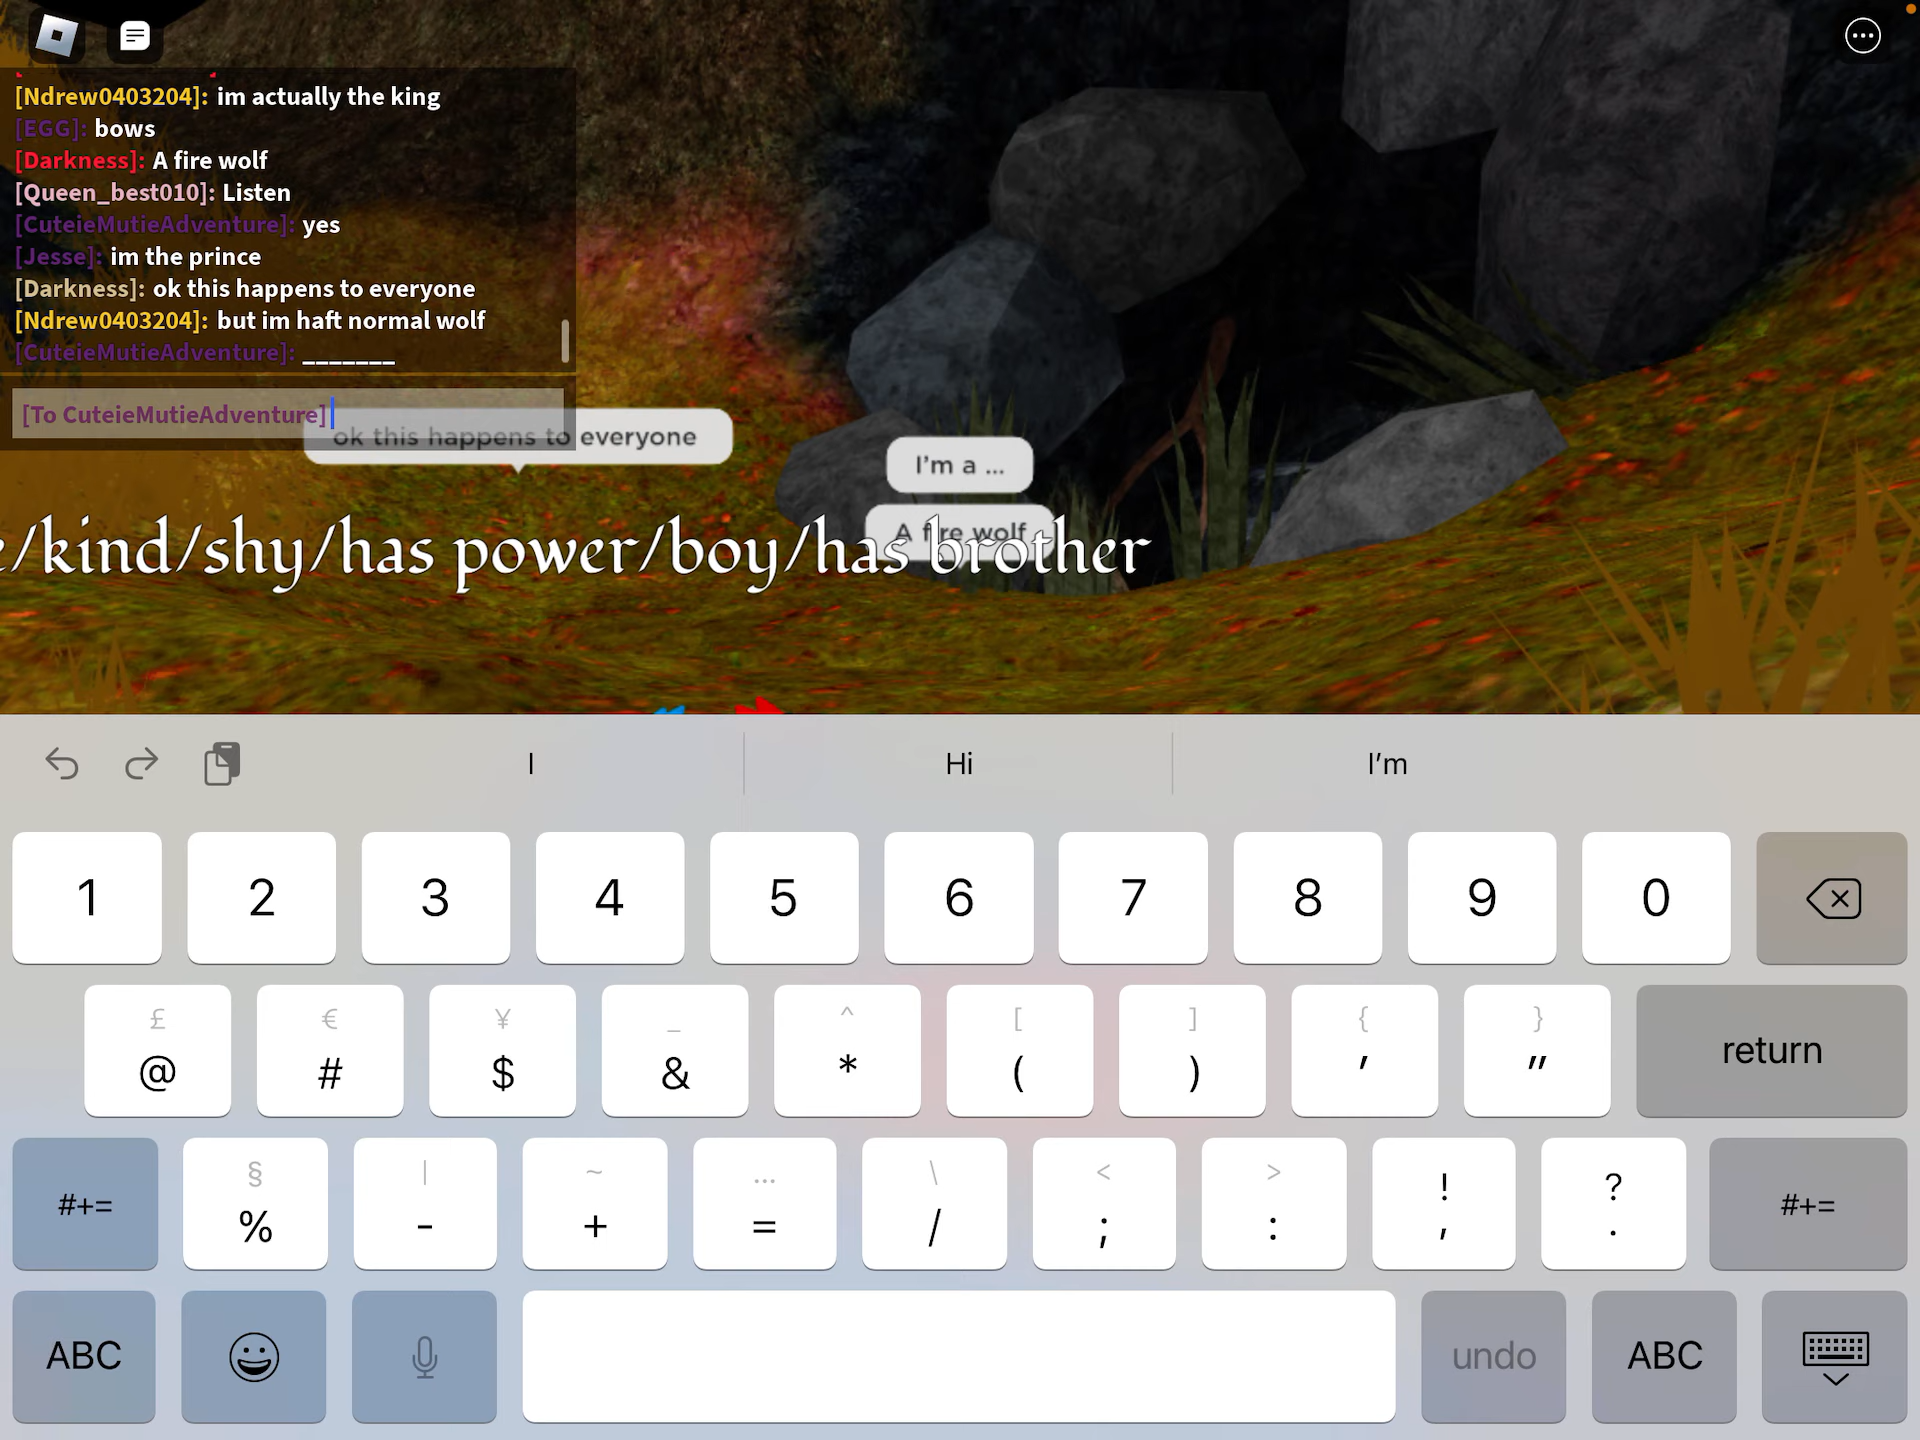 [Ndrew0403204]: im actually the king
[EGG]: bows
[Darkness]: A fire wolf
[Queen_best010]: Listen
[CuteieMutieAdventure]: yes
[Jesse]: im the prince
[Darkness]: ok this happens to everyone
[Ndrew0403204]: but im haft normal wolf
[CuteieMutieAdventure]: _______
[To CuteieMutieAdventure]
ok this happens to everyone
I'm a ...
A fire wolf
/kind/shy/has power/boy/has brother
I Hi I'm
1 2 3 4 5 6 7 8 9 0
£ € ¥ _ ^ [ ] { }
@ # $ & * ( ) ' " return
§ | ~ ... \ < > ! ?
#+= % - + = / ; : , . #+=
ABC undo ABC